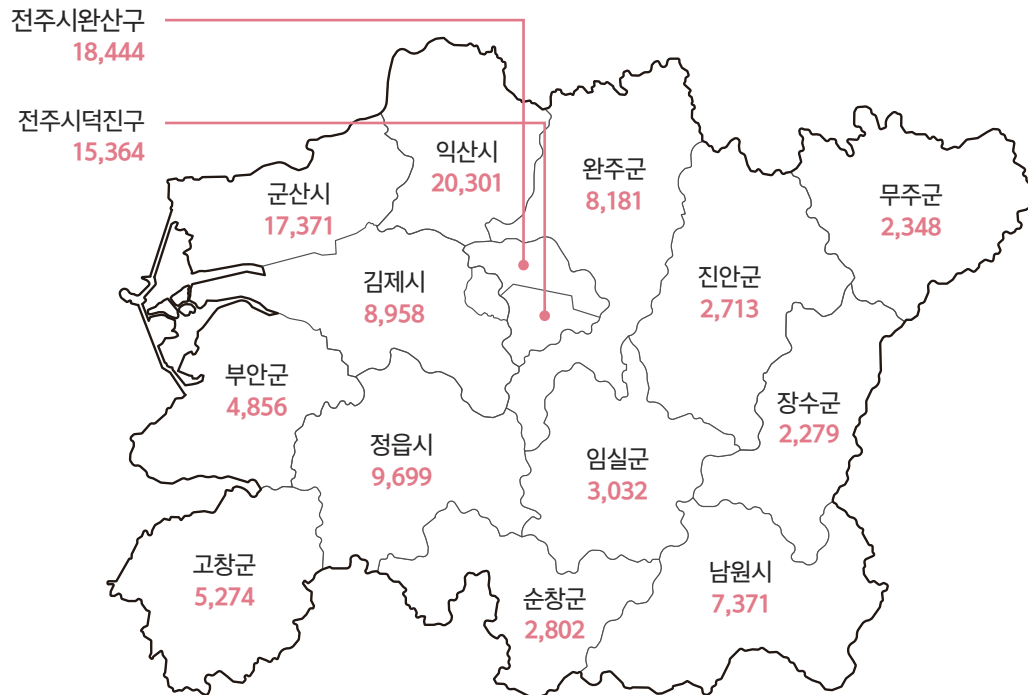 전주시완산구
18,444
전주시덕진구
15,364
익산시
20,301
완주군
8,181
군산시
17,371
무주군
2,348
김제시
8,958
진안군
2,713
부안군
4,856
장수군
2,279
정읍시
9,699
임실군
3,032
고창군
5,274
남원시
7,371
순창군
2,802